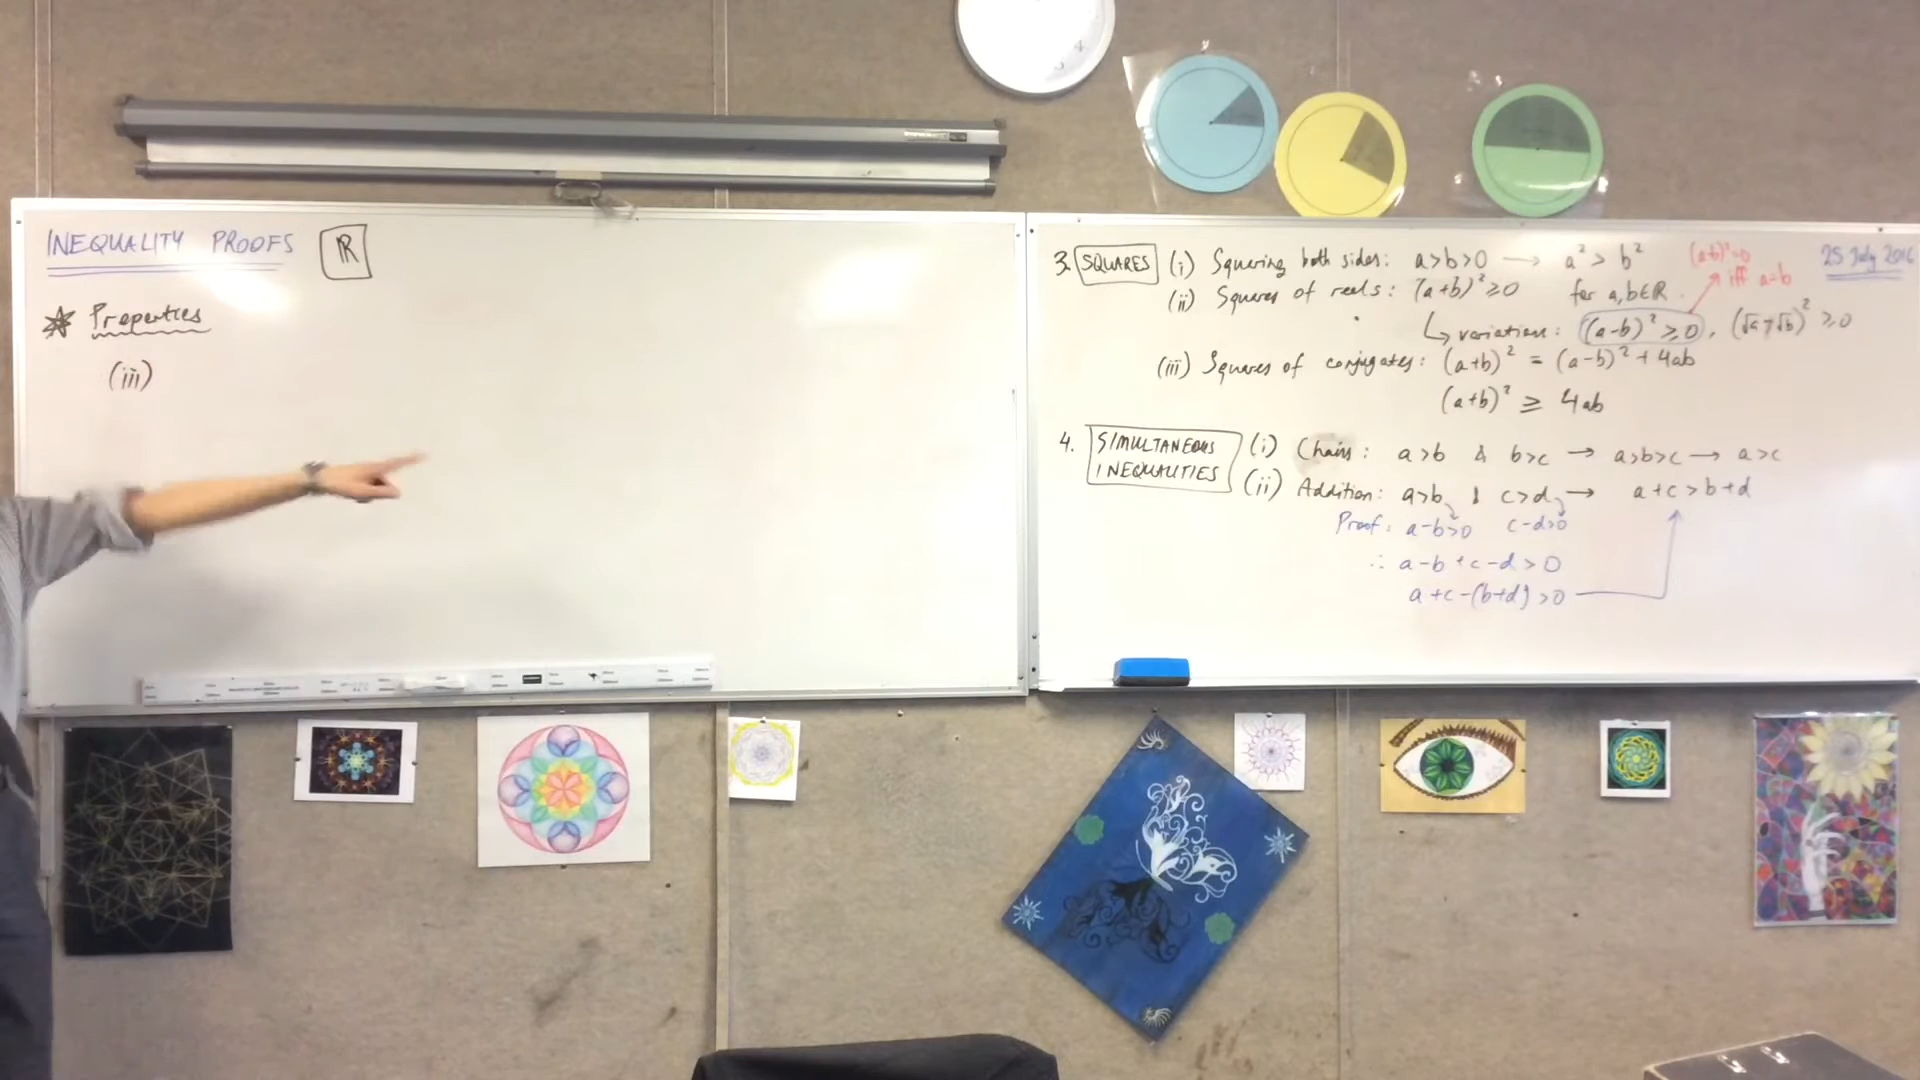 INEQUALITY PROOFS ℝ
★ Properties
(iii)
25 July 2016
3. SQUARES (i) Squaring both sides: a>b>0 → a² > b²
(a-b)²=0
iff a=b
(ii) Squares of reals: (a+b)² ≥0 for a,b∈ℝ.
↳ variations: (a-b)² ≥0, (√a+√b)² ≥0
(iii) Squares of conjugates: (a+b)² = (a-b)² + 4ab
(a+b)² ≥ 4ab
4. SIMULTANEOUS INEQUALITIES (i) Chains: a>b & b>c → a>b>c → a>c
(ii) Addition: a>b & c>d → a+c>b+d
Proof: a-b>0 c-d>0
∴ a-b+c-d>0
a+c-(b+d)>0